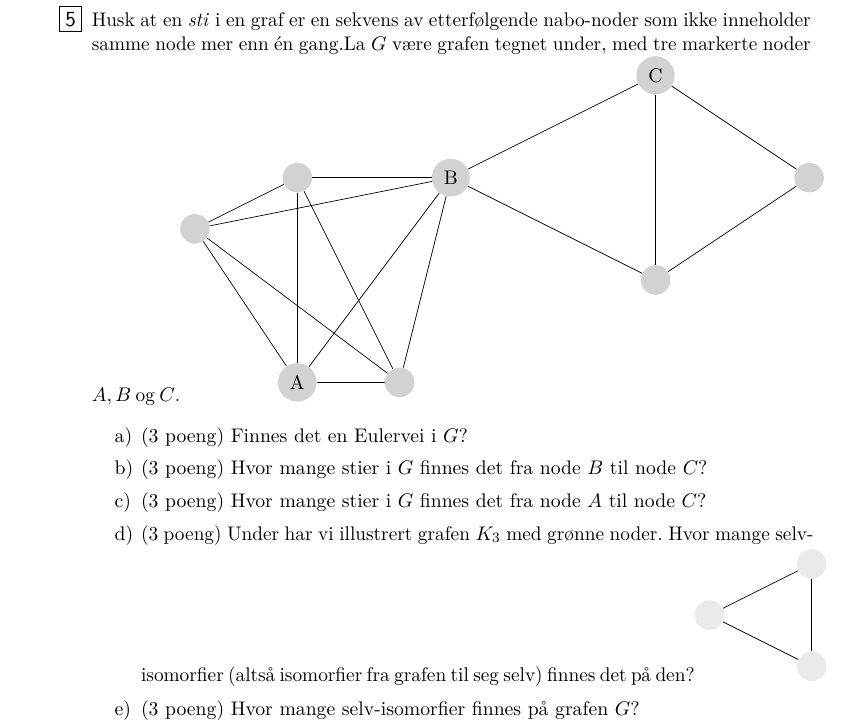 5 Husk at en sti i en graf er en sekvens av etterfølgende nabo-noder som ikke inneholder
samme node mer enn én gang.La G være grafen tegnet under, med tre markerte noder
C
B
A
A, B og C.
a) (3 poeng) Finnes det en Eulervei i G?
b) (3 poeng) Hvor mange stier i G finnes det fra node B til node C?
c) (3 poeng) Hvor mange stier i G finnes det fra node A til node C?
d) (3 poeng) Under har vi illustrert grafen K3 med grønne noder. Hvor mange selv-
isomorfier (altså isomorfier fra grafen til seg selv) finnes det på den?
e) (3 poeng) Hvor mange selv-isomorfier finnes på grafen G?